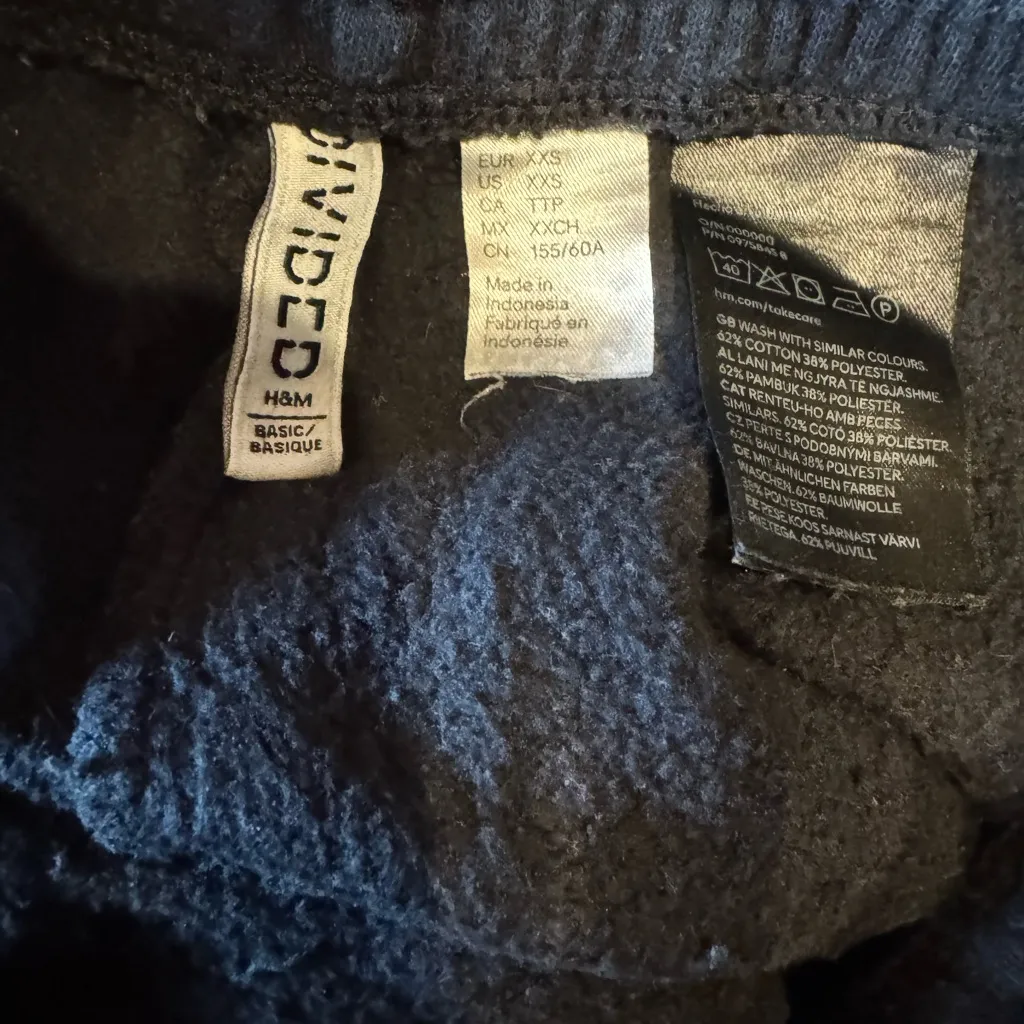 DIVIDED
H&M
BASIC/
BASIQUE
EUR XXS
US XXS
CA TTP
MX XXCH
CN 155/60A
Made in
Indonesia
Fabriqué en
Indonésie
O/N 000000
P/N 0975845
40
P
hm.com/takecare
GB WASH WITH SIMILAR COLOURS.
62% COTTON 38% POLYESTER.
AL LANI ME NGJYRA TË NGJASHME.
62% PAMBUK 38% POLIESTER.
CAT RENTEU-HO AMB PECES
SIMILARS. 62% COTÓ 38% POLIÈSTER.
CZ PERTE S PODOBNÝMI BARVAMI.
62% BAVLNA 38% POLYESTER.
DE MIT ÄHNLICHEN FARBEN
WASCHEN. 62% BAUMWOLLE
38% POLYESTER.
EE PESE KOOS SARNAST VÄRVI
RIIETEGA. 62% PUUVILL